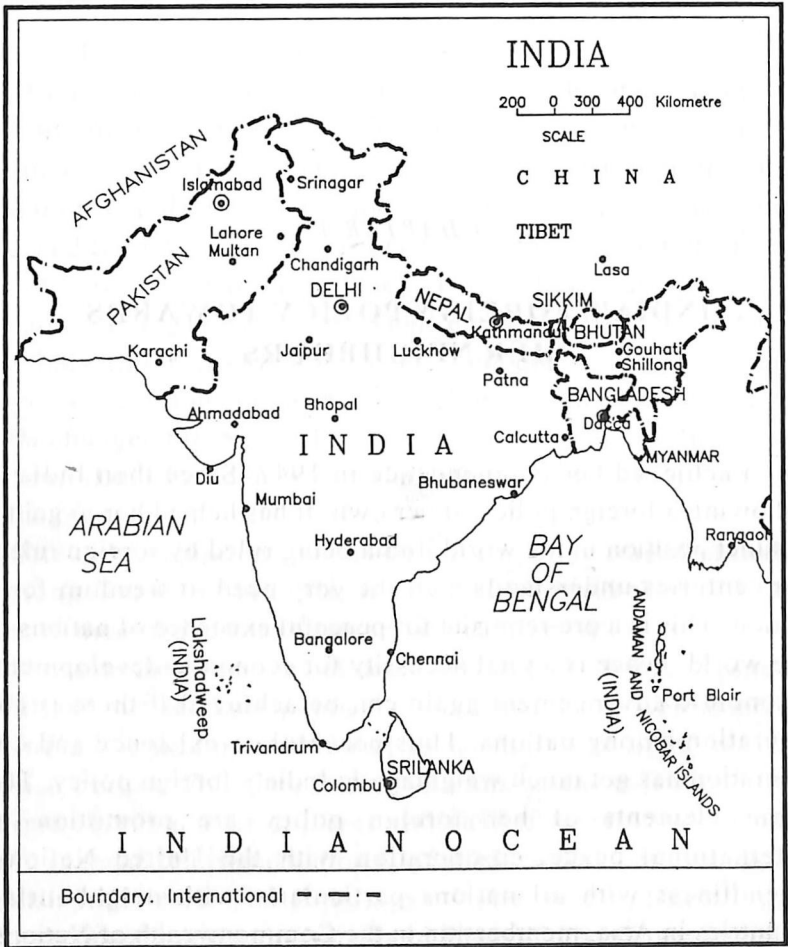 INDIA
200 0 300 400 Kilometre
SCALE
C H I N A
AFGHANISTAN
Islamabad
Srinagar
TIBET
Lahore
Multan
Chandigarh
Lasa
PAKISTAN
DELHI
NEPAL
SIKKIM
Kathmandu
BHUTAN
Karachi
Jaipur
Lucknow
Gouhati
Shillong
Patna
BANGLADESH
Ahmadabad
Bhopal
Dacca
I N D I A
Calcutta
MYANMAR
Diu
Bhubaneswar
Mumbai
ARABIAN
SEA
Hyderabad
BAY
OF
BENGAL
Rangaon
Lakshadweep
(INDIA)
Bangalore
Chennai
ANDAMAN AND NICOBAR ISLANDS
(INDIA)
Port Blair
Trivandrum
SRILANKA
Colombu
I N D I A N O C E A N
Boundary. International